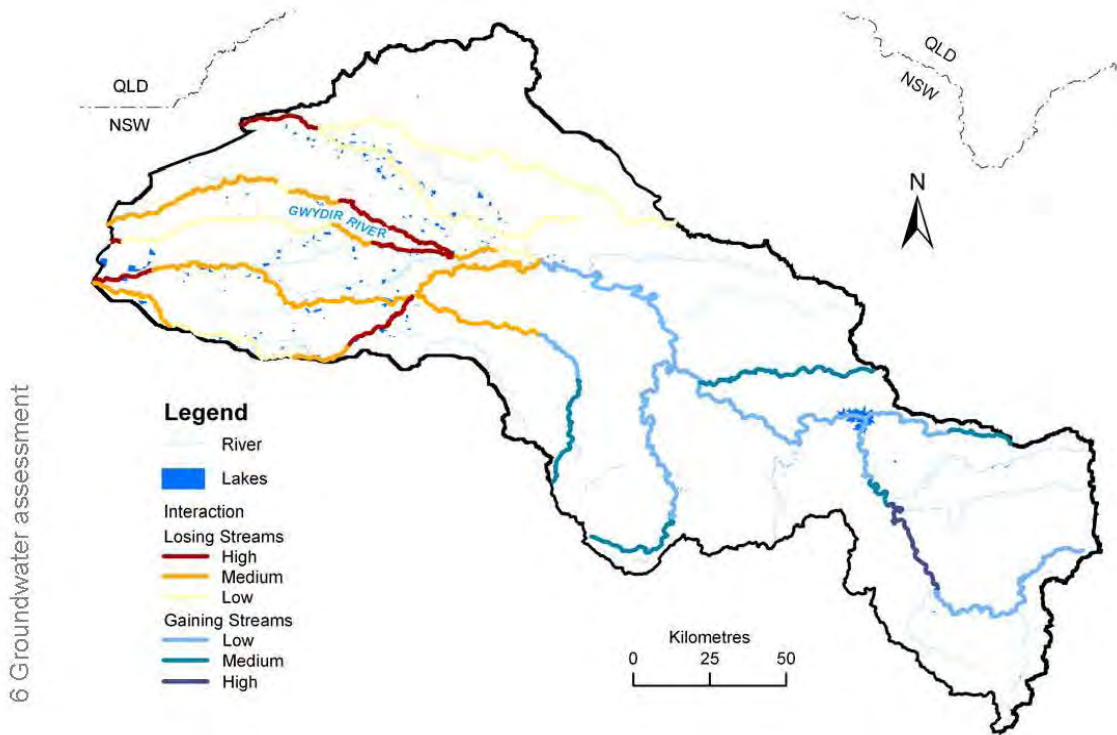 QLD
NSW
QLD
NSW
N
GWYDIR RIVER
6 Groundwater assessment
Legend
River
Lakes
Interaction
Losing Streams
High
Medium
Low
Gaining Streams
Low
Medium
High
Kilometres
0 25 50